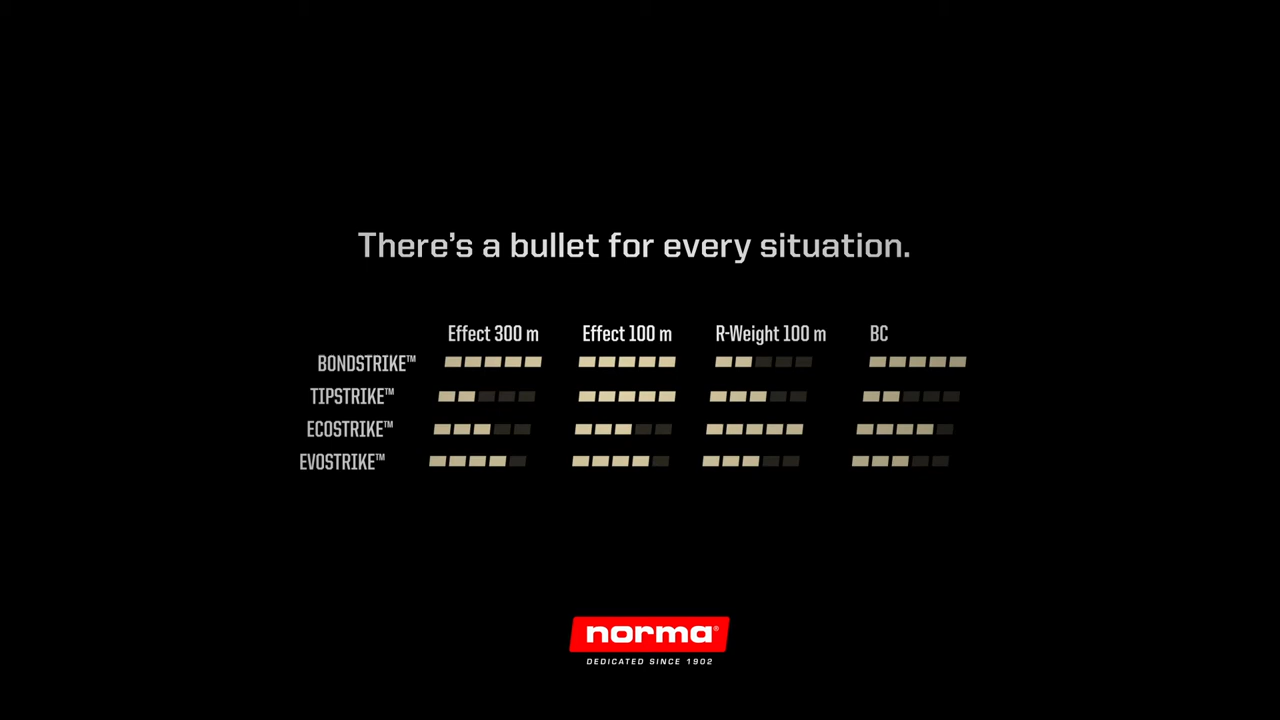 There's a bullet for every situation.
Effect 300 m Effect 100 m R-Weight 100 m BC
BONDSTRIKE™
TIPSTRIKE™
ECOSTRIKE™
EVOSTRIKE™
norma®
DEDICATED SINCE 1902